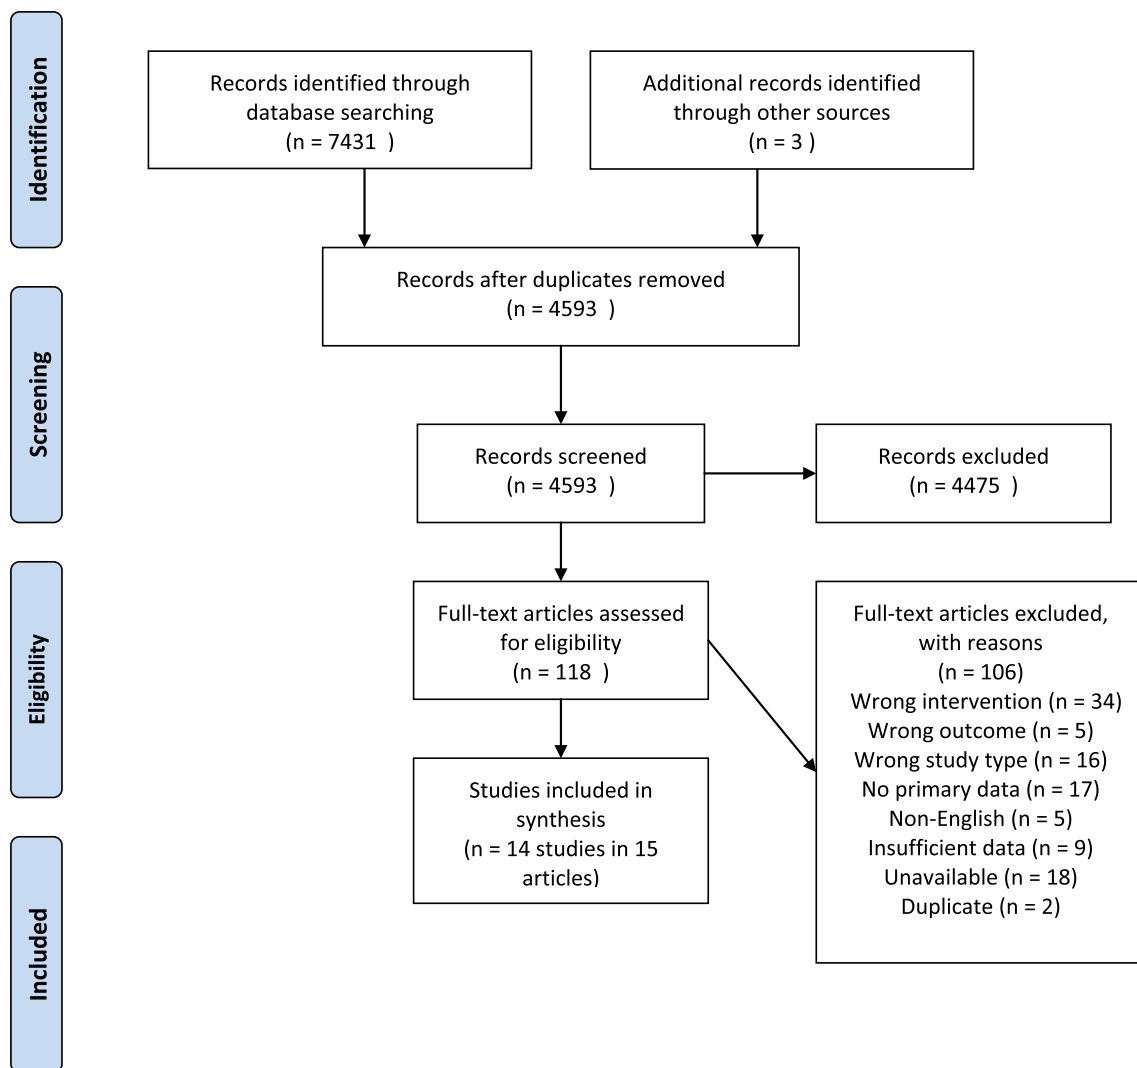 Identification
Records identified through
database searching
(n = 7431  )
Additional records identified
through other sources
(n = 3 )
Records after duplicates removed
(n = 4593  )
Screening
Records screened
(n = 4593  )
Records excluded
(n = 4475  )
Eligibility
Full-text articles assessed
for eligibility
(n = 118  )
Full-text articles excluded,
with reasons
(n = 106)
Wrong intervention (n = 34)
Wrong outcome (n = 5)
Wrong study type (n = 16)
No primary data (n = 17)
Non-English (n = 5)
Insufficient data (n = 9)
Unavailable (n = 18)
Duplicate (n = 2)
Included
Studies included in
synthesis
(n = 14 studies in 15
articles)